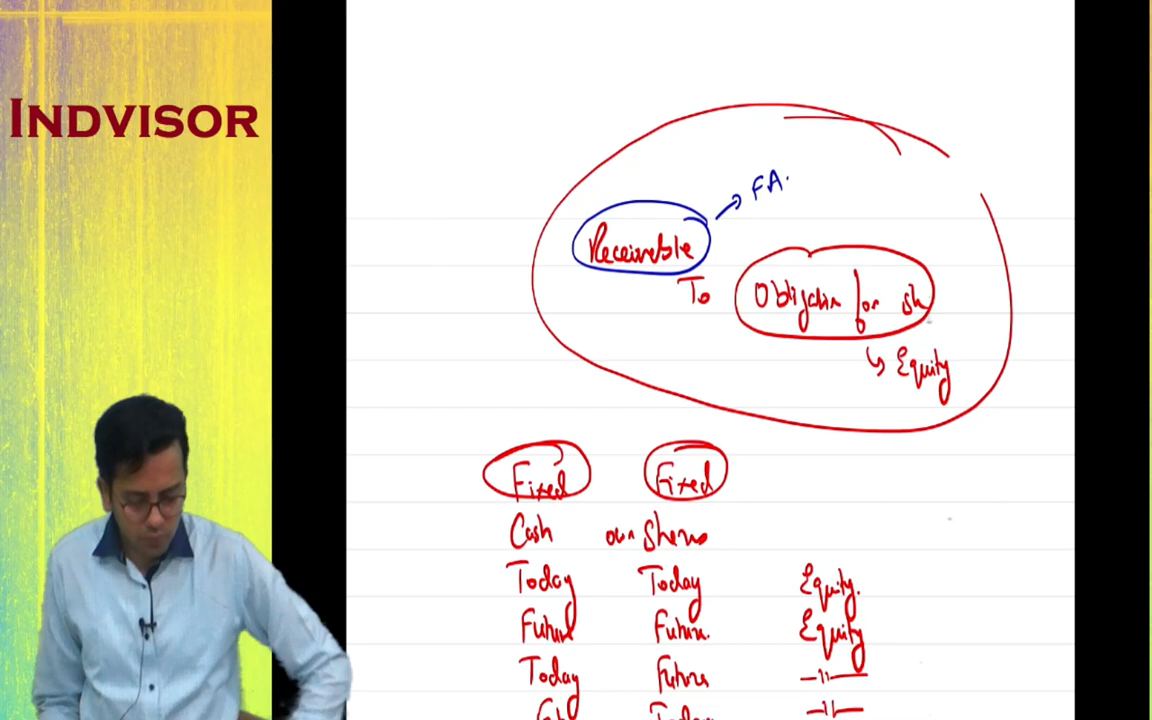 INDVISOR
→ FA.
Receivable
To
Obligation for sh
↳ Equity
Fixed Fixed
Cash own Shares
Today Today Equity.
Future Future. Equity
Today Future —"—
Today —"—